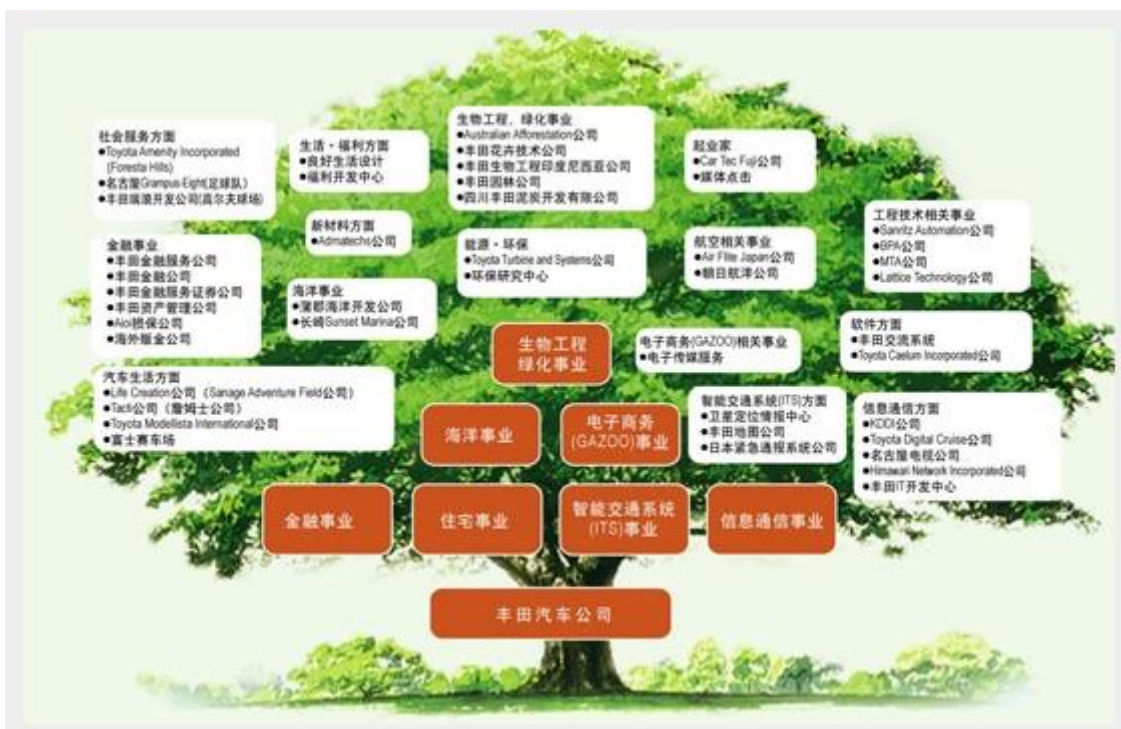 社会服务方面
●Toyota Amenity Incorporated
(Foresta Hills)
●名古屋Grampus-Eight(足球队)
●丰田瑞浪开发公司(高尔夫球场)
生活·福利方面
●良好生活设计
●福利开发中心
生物工程、绿化事业
●Australian Afforestation公司
●丰田花卉技术公司
●丰田生物工程印度尼西亚公司
●丰田园林公司
●四川丰田泥炭开发有限公司
起业家
●Car Tec Fuji公司
●媒体点击
新材料方面
●Admatechs公司
金融事业
●丰田金融服务公司
●丰田金融公司
●丰田金融服务证券公司
●丰田资产管理公司
●Aioi损保公司
●海外贩金公司
海洋事业
●蒲郡海洋开发公司
●长崎Sunset Marina公司
能源·环保
●Toyota Turbine and Systems公司
●环保研究中心
航空相关事业
●Air Flite Japan公司
●朝日航洋公司
工程技术相关事业
●Sanritz Automation公司
●BPA公司
●MTA公司
●Lattice Technology公司
软件方面
●丰田交流系统
●Toyota Caelum Incorporated公司
电子商务(GAZOO)相关事业
●电子传媒服务
汽车生活方面
●Life Creation公司(Sanage Adventure Field公司)
●Tacti公司(詹姆士公司)
●Toyota Modellista International公司
●富士赛车场
智能交通系统(ITS)方面
●卫星定位情报中心
●丰田地图公司
●日本紧急通报系统公司
信息通信方面
●KDDI公司
●Toyota Digital Cruise公司
●名古屋电视公司
●Himawari Network Incorporated公司
●丰田IT开发中心
生物工程
绿化事业
海洋事业
电子商务
(GAZOO)事业
金融事业
住宅事业
智能交通系统
(ITS)事业
信息通信事业
丰田汽车公司